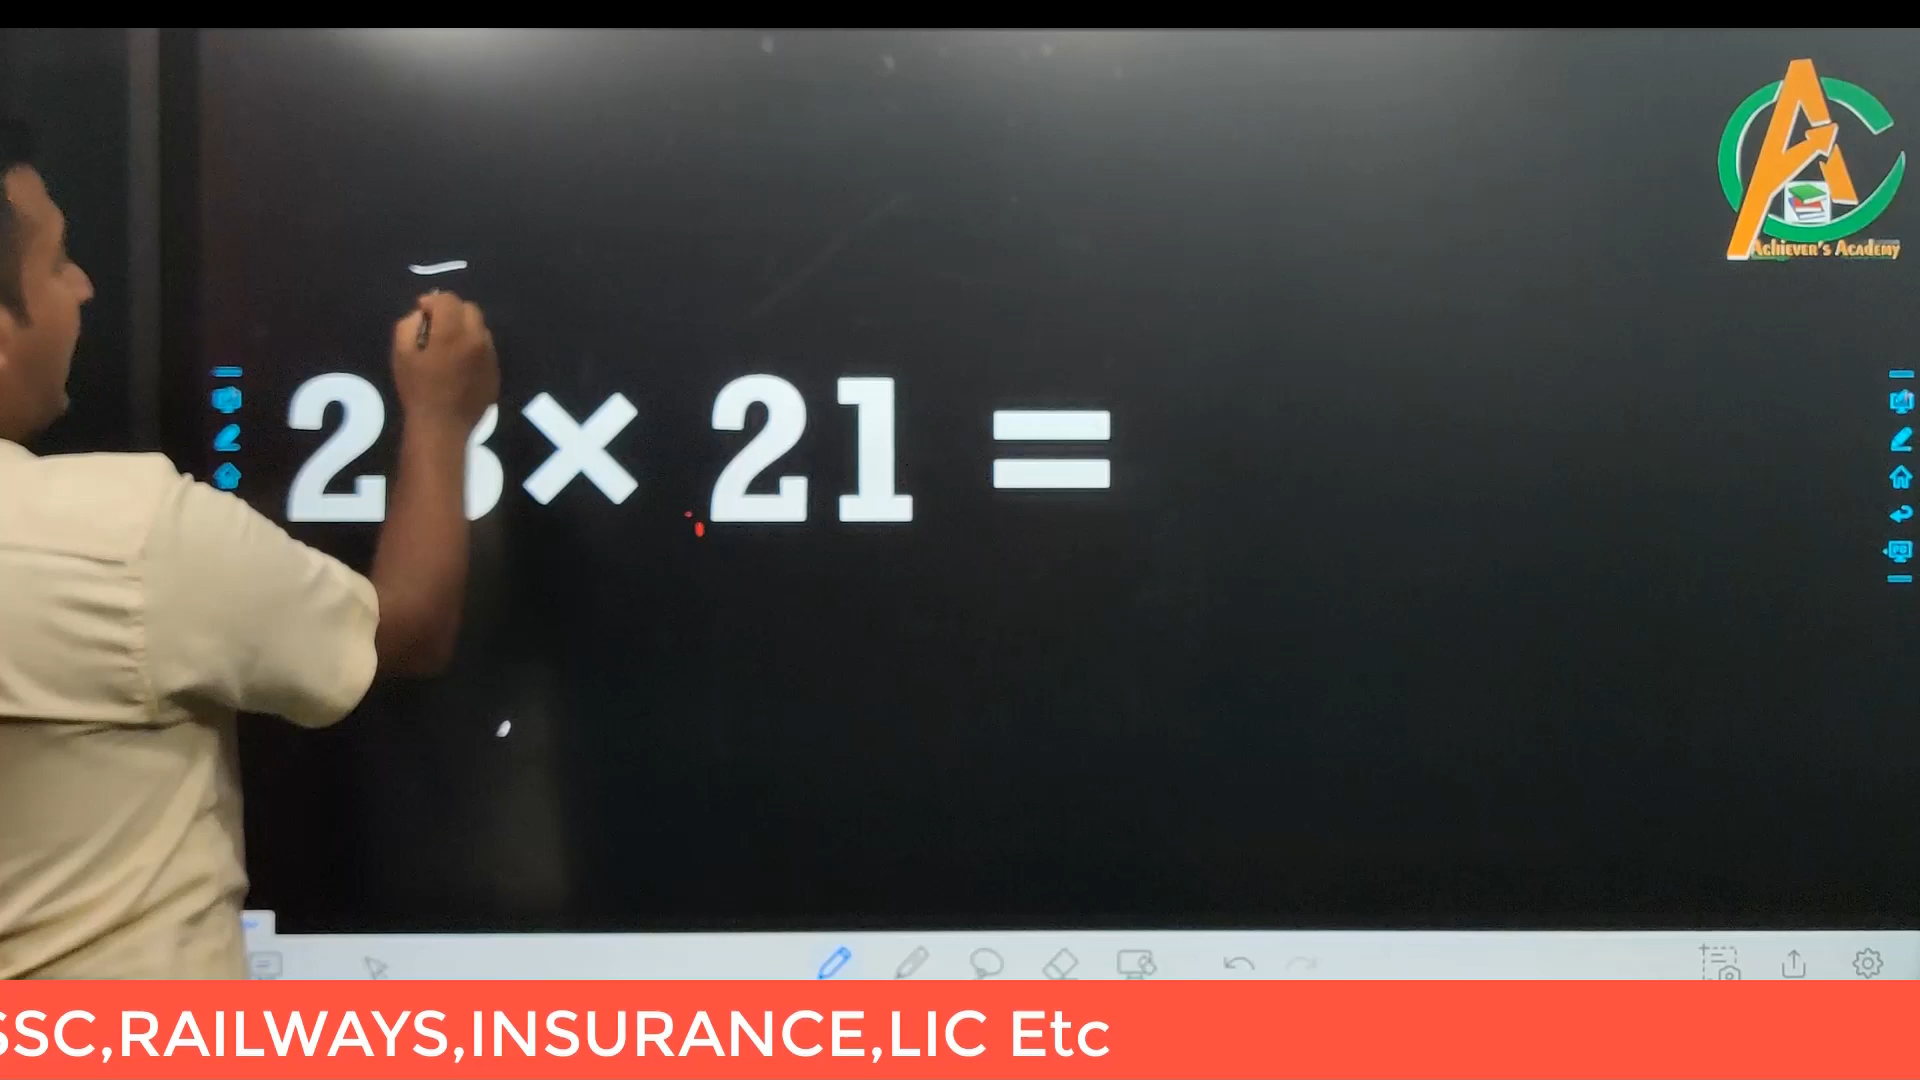 Achiever's Academy
2 × 21 =
SSC,RAILWAYS,INSURANCE,LIC Etc